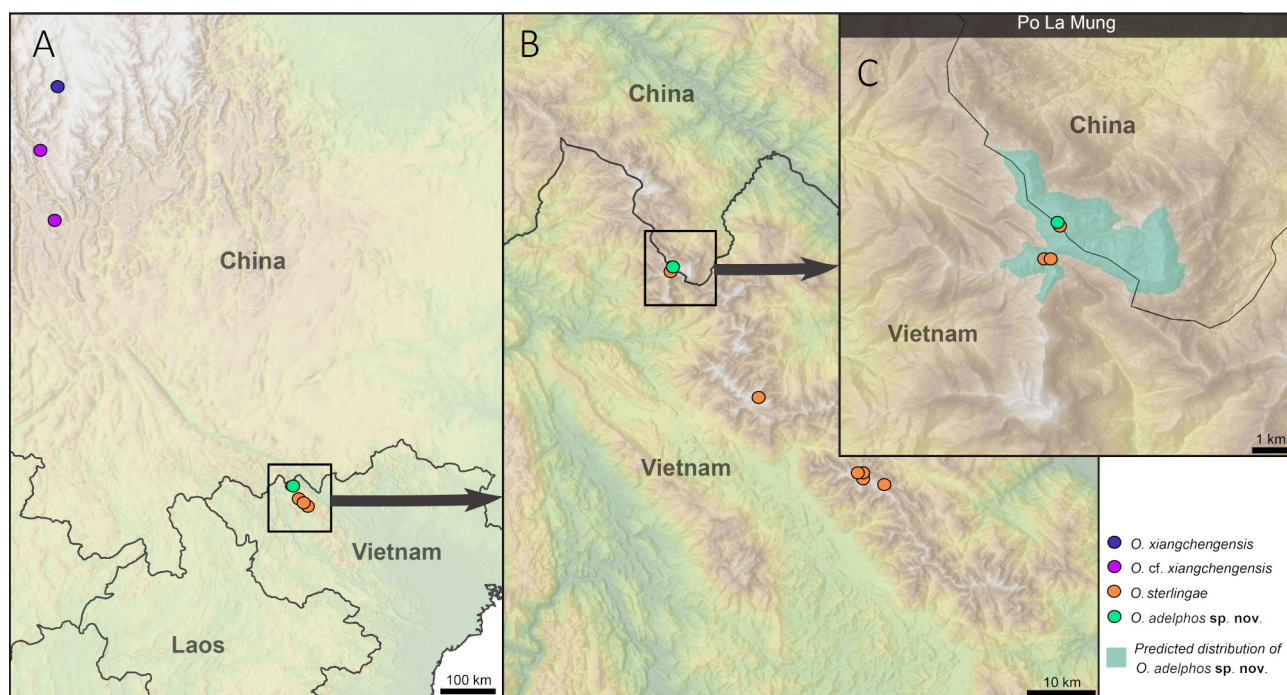 A
China
Vietnam
Laos
100 km
B
China
Vietnam
10 km
Po La Mung
C
China
Vietnam
1 km
O. xiangchengensis
O. cf. xiangchengensis
O. sterlingae
O. adelphos sp. nov.
Predicted distribution of
O. adelphos sp. nov.